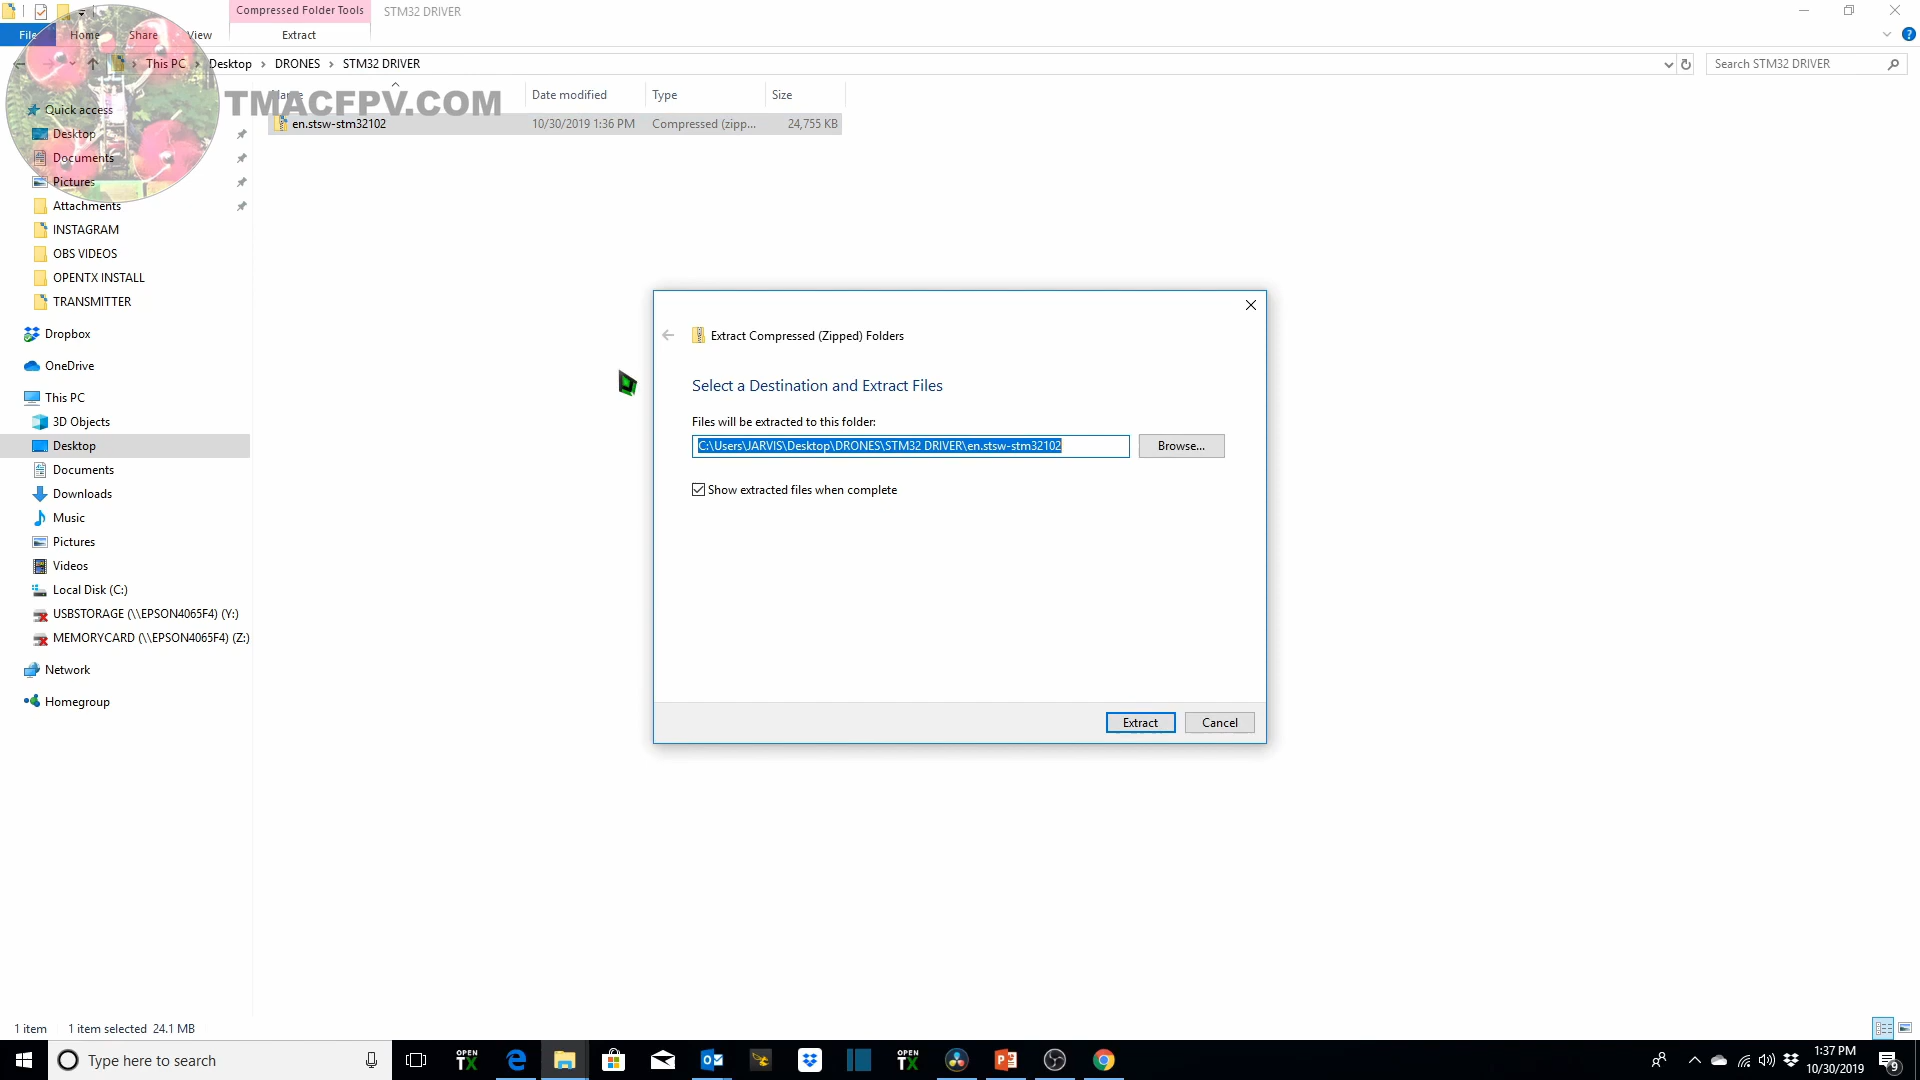 Compressed Folder Tools
STM32 DRIVER
File
Home
Share
View
Extract
This PC
Desktop
DRONES
STM32 DRIVER
Search STM32 DRIVER
TMACFPV.COM
Name
Date modified
Type
Size
en.stsw-stm32102
10/30/2019 1:36 PM
Compressed (zipp...
24,755 KB
Quick access
Desktop
Documents
Pictures
Attachments
INSTAGRAM
OBS VIDEOS
OPENTX INSTALL
TRANSMITTER
Dropbox
OneDrive
This PC
3D Objects
Desktop
Documents
Downloads
Music
Pictures
Videos
Local Disk (C:)
USBSTORAGE (\\EPSON4065F4) (Y:)
MEMORYCARD (\\EPSON4065F4) (Z:)
Network
Homegroup
Extract Compressed (Zipped) Folders
Select a Destination and Extract Files
Files will be extracted to this folder:
C:\Users\JARVIS\Desktop\DRONES\STM32 DRIVER\en.stsw-stm32102
Browse...
Show extracted files when complete
Extract
Cancel
1 item
1 item selected 24.1 MB
Type here to search
OPEN
TX
OPEN
TX
1:37 PM
10/30/2019
9